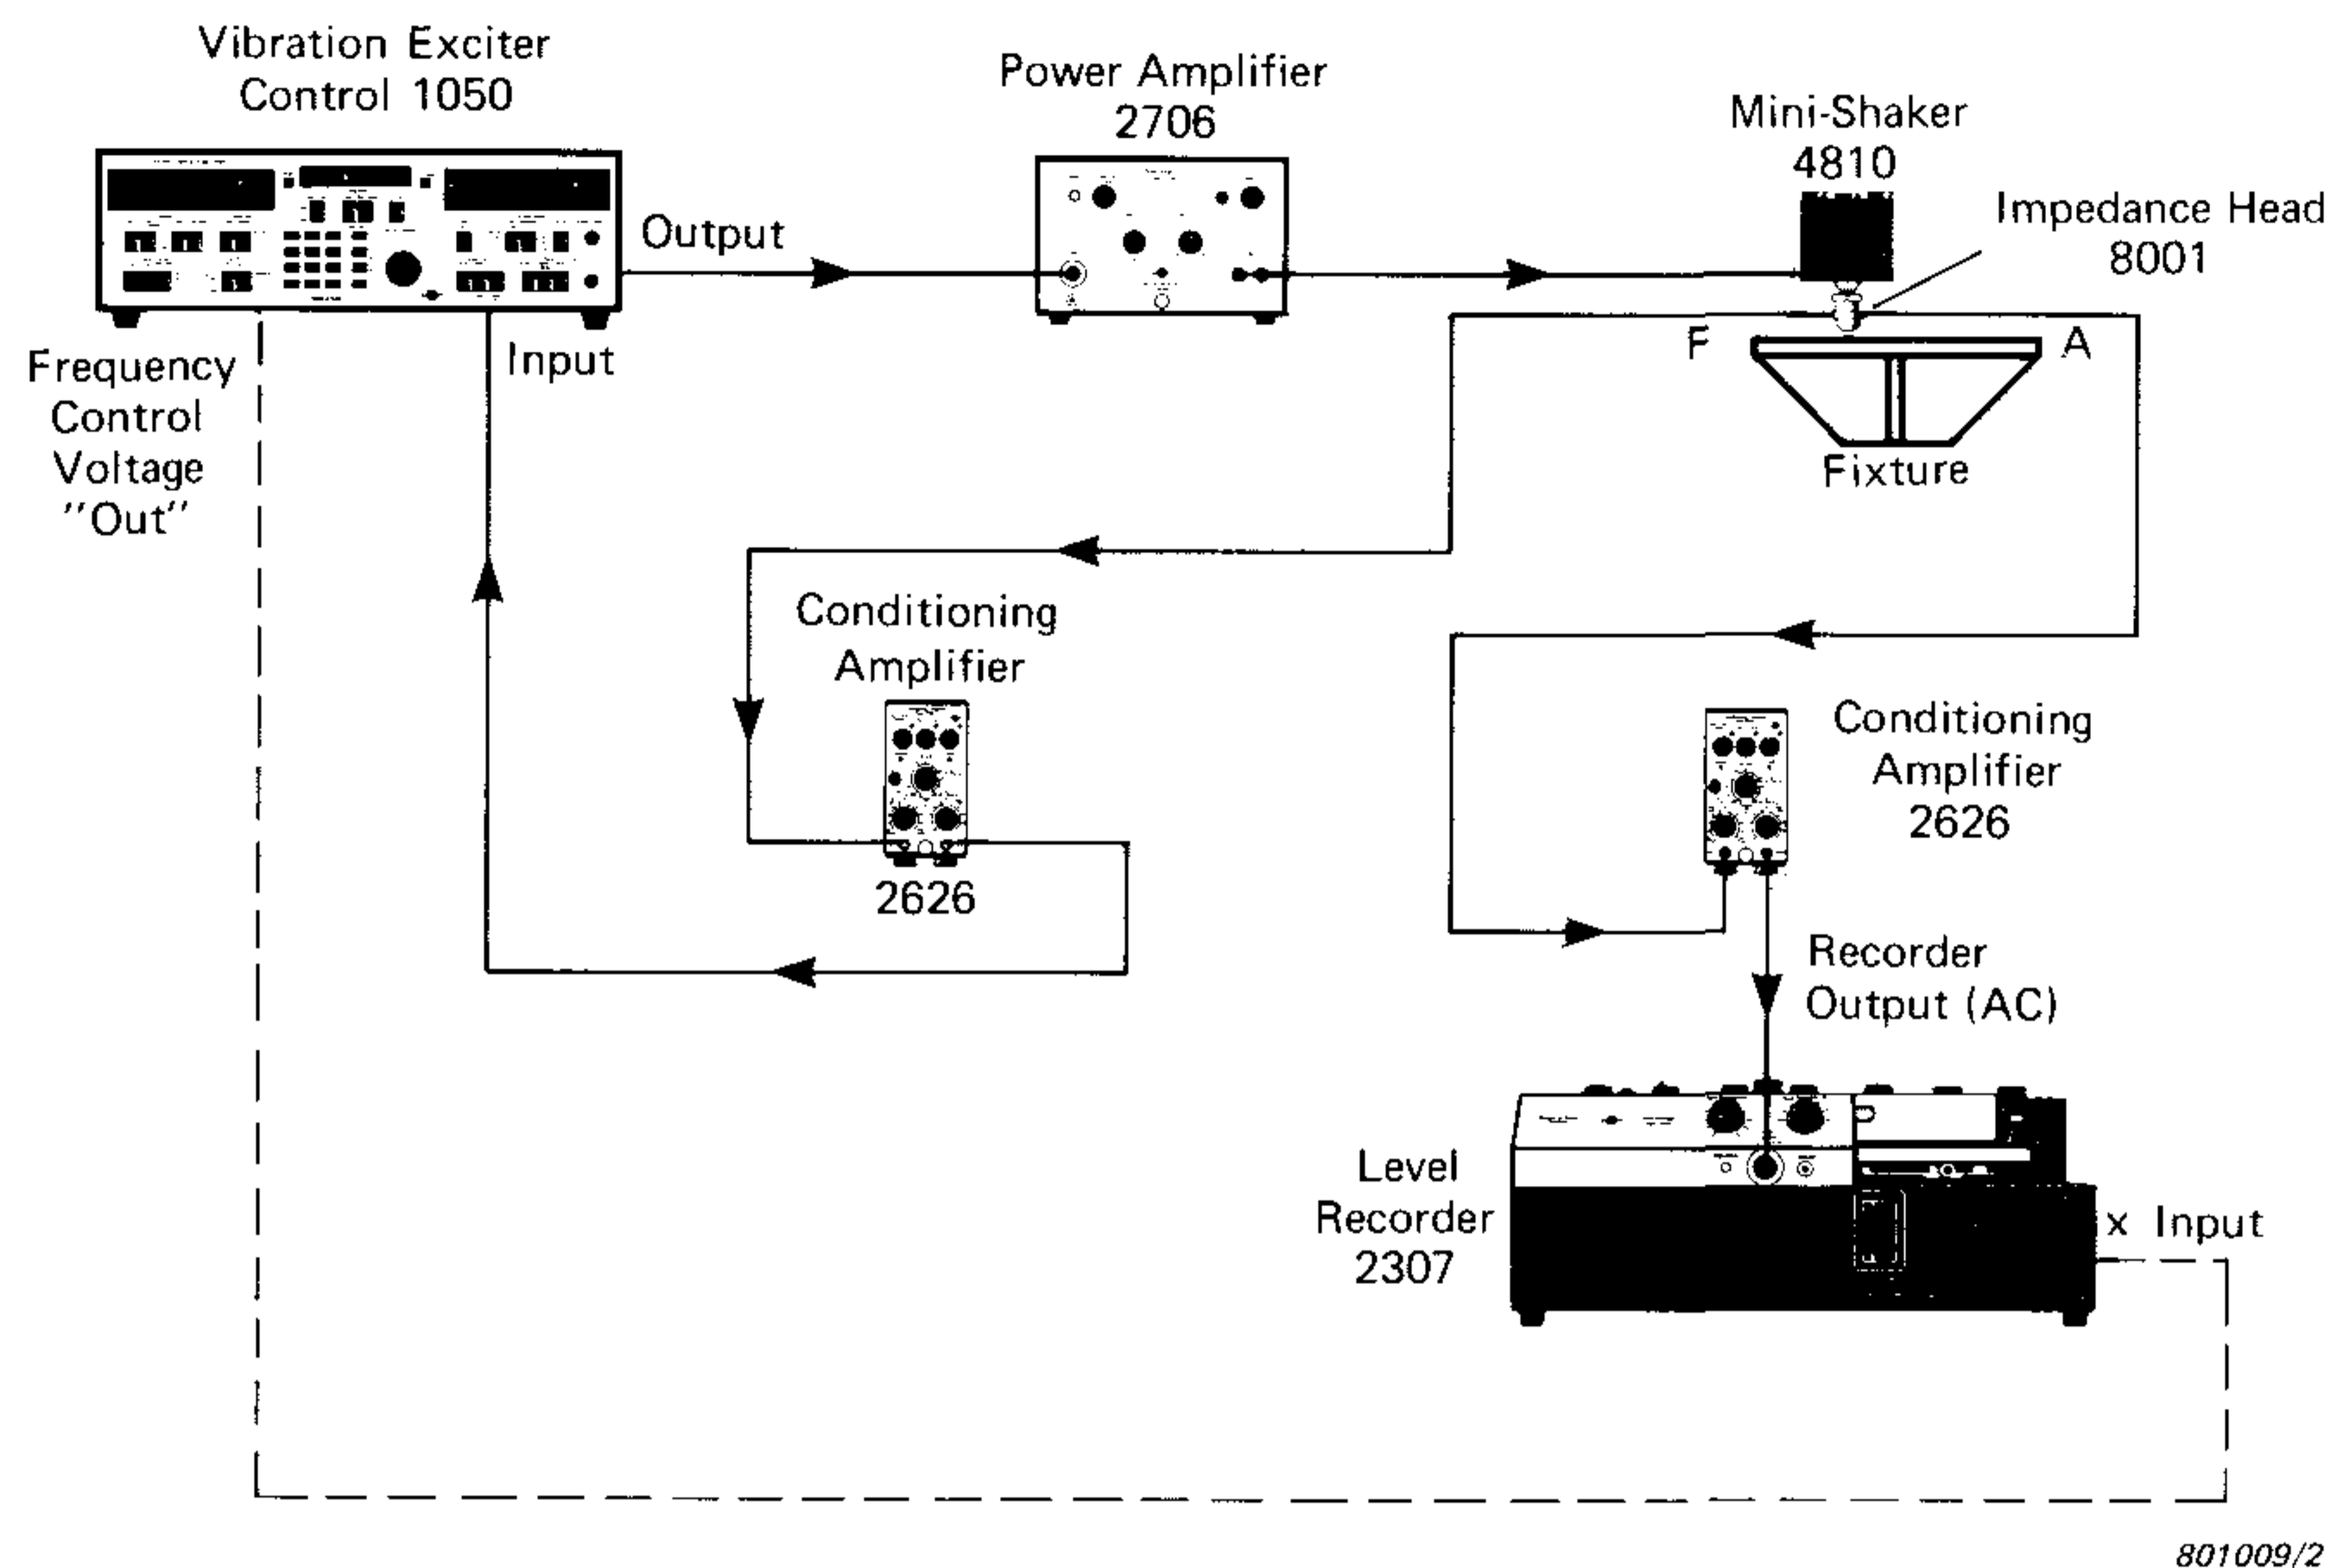 Vibration Exciter
Control 1050
Power Amplifier
2706
Mini-Shaker
4810
Impedance Head
8001
Output
Input
Frequency
Control
Voltage
"Out"
F
A
Fixture
Conditioning
Amplifier
2626
Conditioning
Amplifier
2626
Recorder
Output (AC)
Level
Recorder
2307
x Input
801009/2